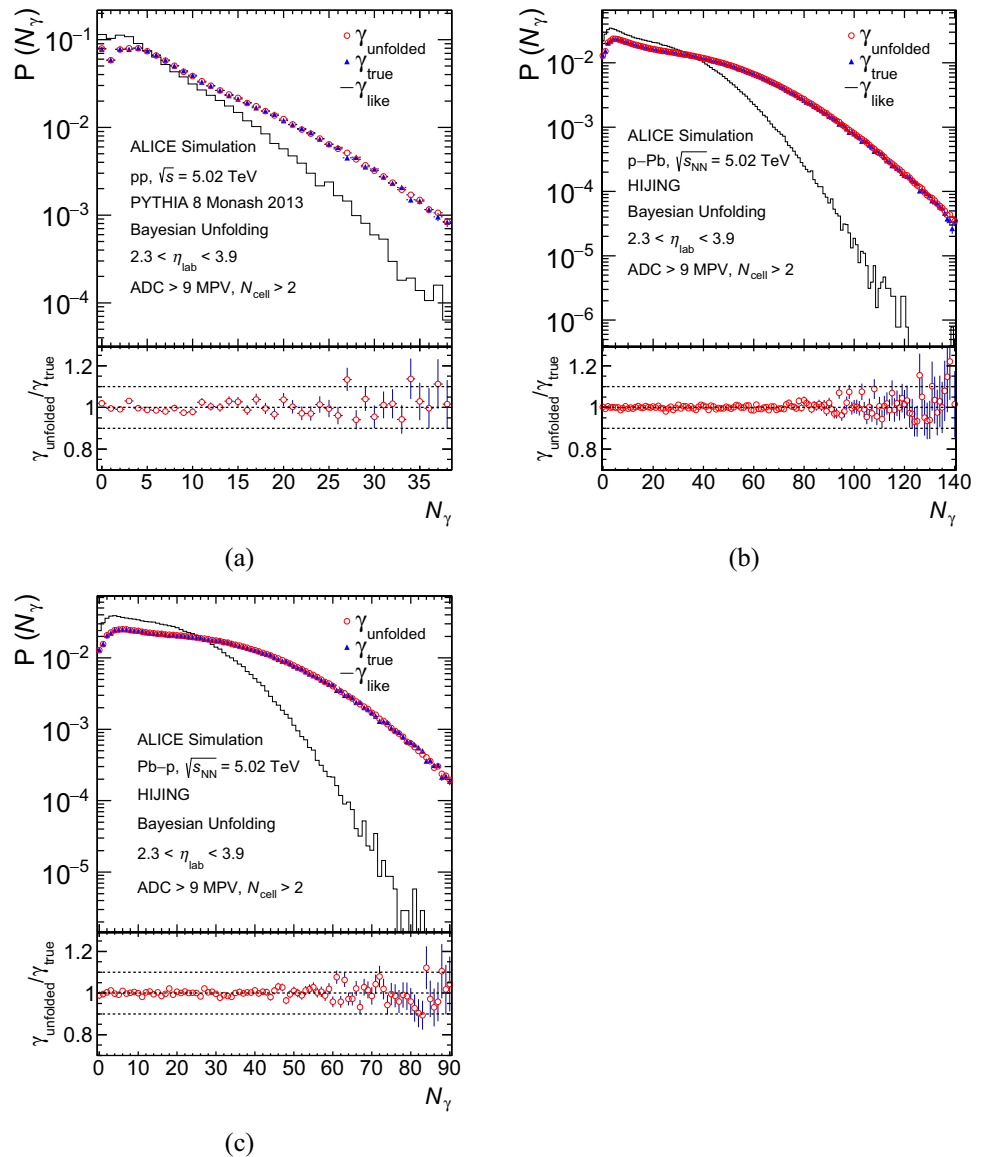 P (Nγ)
10⁻¹
10⁻²
10⁻³
10⁻⁴
γunfolded
γtrue
γlike
ALICE Simulation
pp, √s = 5.02 TeV
PYTHIA 8 Monash 2013
Bayesian Unfolding
2.3 < ηlab < 3.9
ADC > 9 MPV, Ncell > 2
γunfolded/γtrue
1.2
1
0.8
0 5 10 15 20 25 30 35
Nγ
(a)
P (Nγ)
10⁻²
10⁻³
10⁻⁴
10⁻⁵
10⁻⁶
γunfolded
γtrue
γlike
ALICE Simulation
p–Pb, √sNN = 5.02 TeV
HIJING
Bayesian Unfolding
2.3 < ηlab < 3.9
ADC > 9 MPV, Ncell > 2
γunfolded/γtrue
1.2
1
0.8
0 20 40 60 80 100 120 140
Nγ
(b)
P (Nγ)
10⁻²
10⁻³
10⁻⁴
10⁻⁵
γunfolded
γtrue
γlike
ALICE Simulation
Pb–p, √sNN = 5.02 TeV
HIJING
Bayesian Unfolding
2.3 < ηlab < 3.9
ADC > 9 MPV, Ncell > 2
γunfolded/γtrue
1.2
1
0.8
0 10 20 30 40 50 60 70 80 90
Nγ
(c)